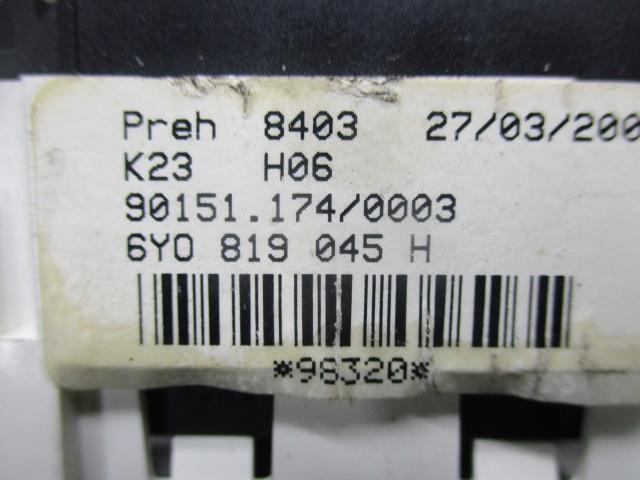 Preh 8403 27/03/200
K23 H06
90151.174/0003
6Y0 819 045 H
*98320*